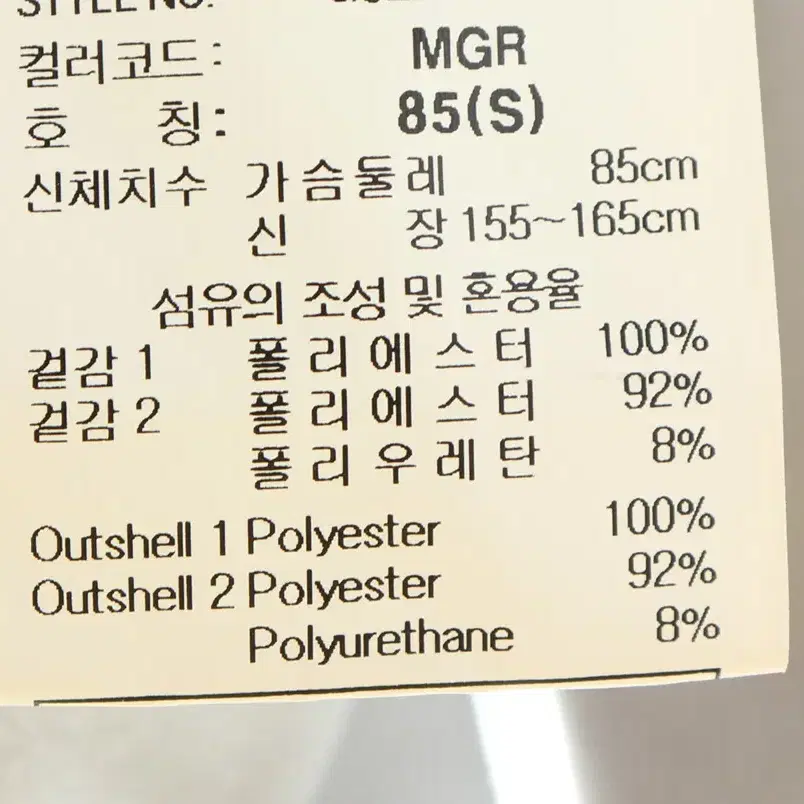 STYLE NO.
컬러코드: MGR
호 칭: 85(S)
신체치수 가슴둘레 85cm
신 장 155~165cm
섬유의 조성 및 혼용율
겉감 1 폴리에스터 100%
겉감 2 폴리에스터 92%
폴리우레탄 8%
Outshell 1 Polyester 100%
Outshell 2 Polyester 92%
Polyurethane 8%